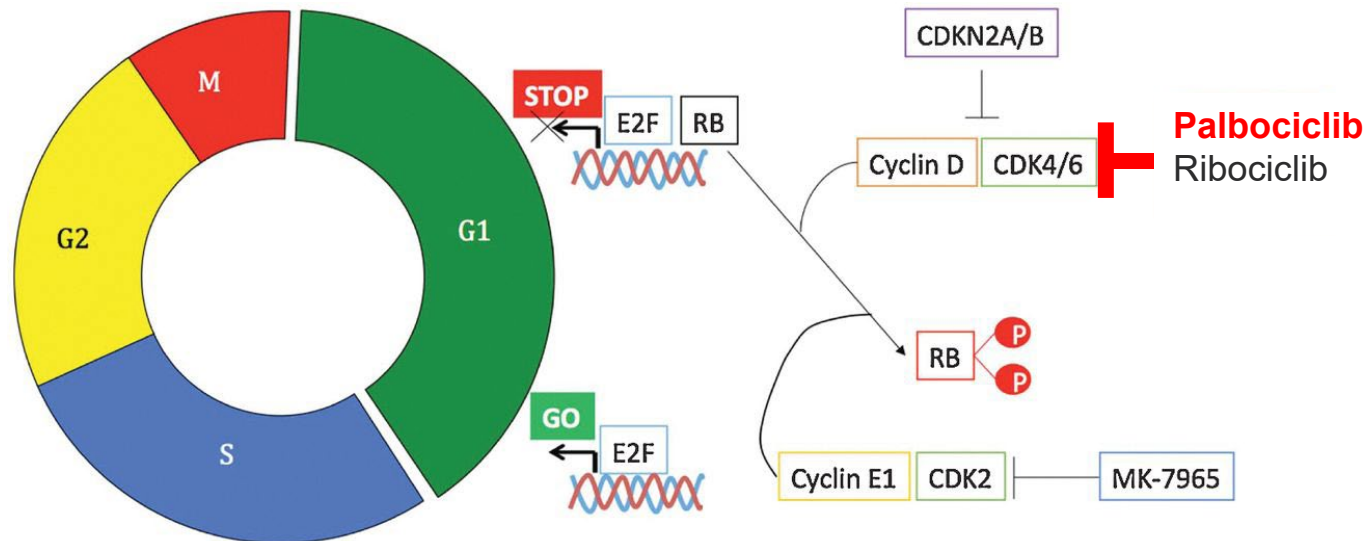 CDKN2A/B
M
STOP
E2F
RB
Cyclin D
CDK4/6
Palbociclib
Ribociclib
G2
G1
RB
P
P
GO
E2F
S
Cyclin E1
CDK2
MK-7965